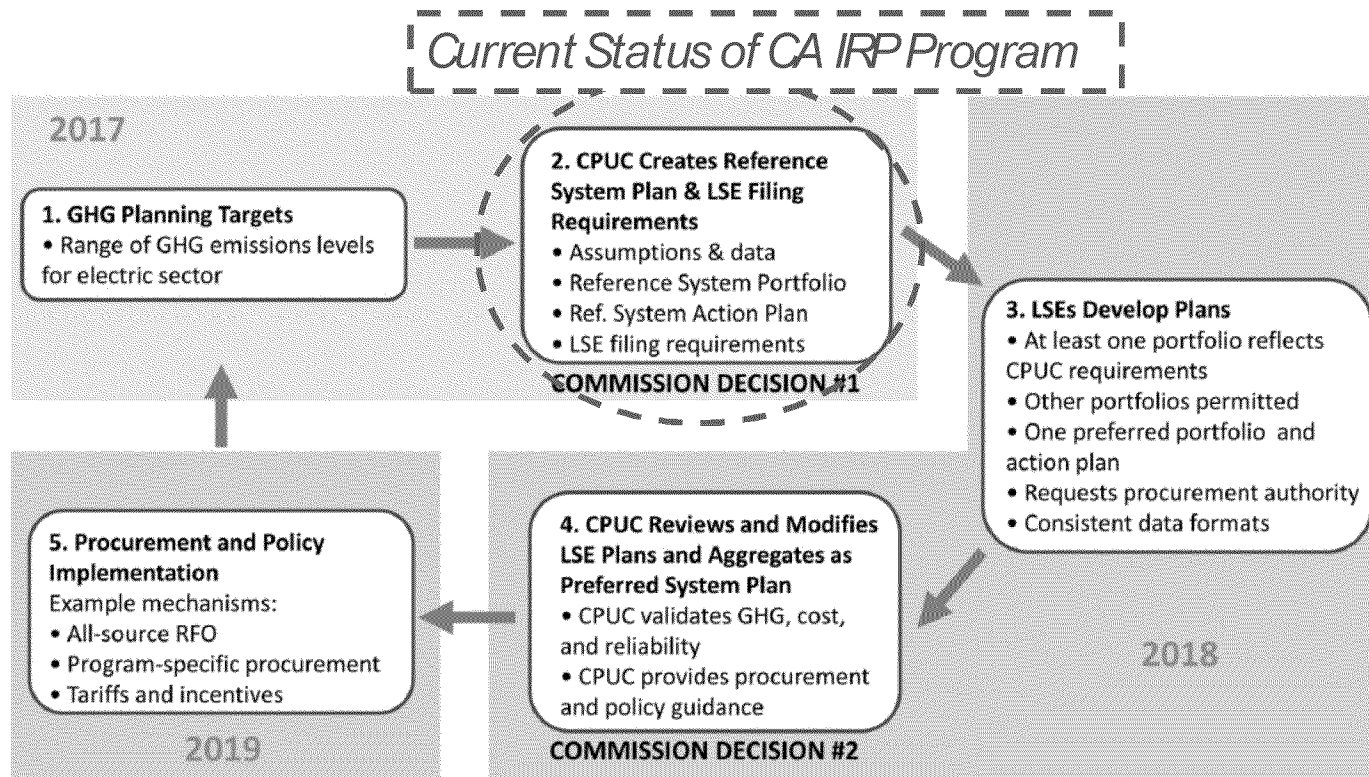 Current Status of CA IRP Program
2017
1. GHG Planning Targets
• Range of GHG emissions levels
for electric sector
2. CPUC Creates Reference
System Plan & LSE Filing
Requirements
• Assumptions & data
• Reference System Portfolio
• Ref. System Action Plan
• LSE filing requirements
COMMISSION DECISION #1
3. LSEs Develop Plans
• At least one portfolio reflects
CPUC requirements
• Other portfolios permitted
• One preferred portfolio and
action plan
• Requests procurement authority
• Consistent data formats
2018
4. CPUC Reviews and Modifies
LSE Plans and Aggregates as
Preferred System Plan
• CPUC validates GHG, cost,
and reliability
• CPUC provides procurement
and policy guidance
COMMISSION DECISION #2
5. Procurement and Policy
Implementation
Example mechanisms:
• All-source RFO
• Program-specific procurement
• Tariffs and incentives
2019